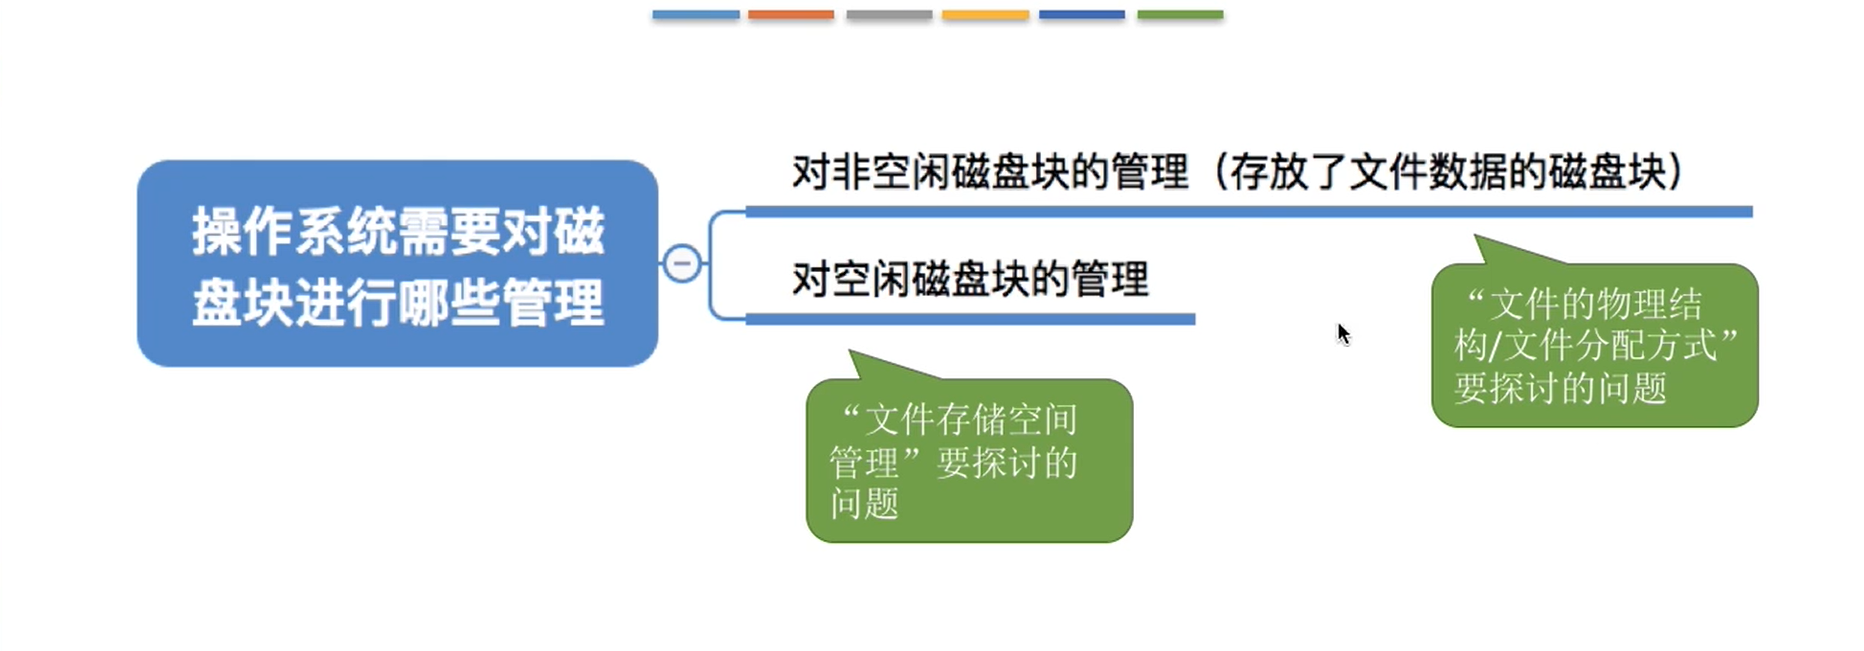 操作系统需要对磁
盘块进行哪些管理
对非空闲磁盘块的管理（存放了文件数据的磁盘块）
对空闲磁盘块的管理
“文件的物理结
构/文件分配方式”
要探讨的问题
“文件存储空间
管理”要探讨的
问题